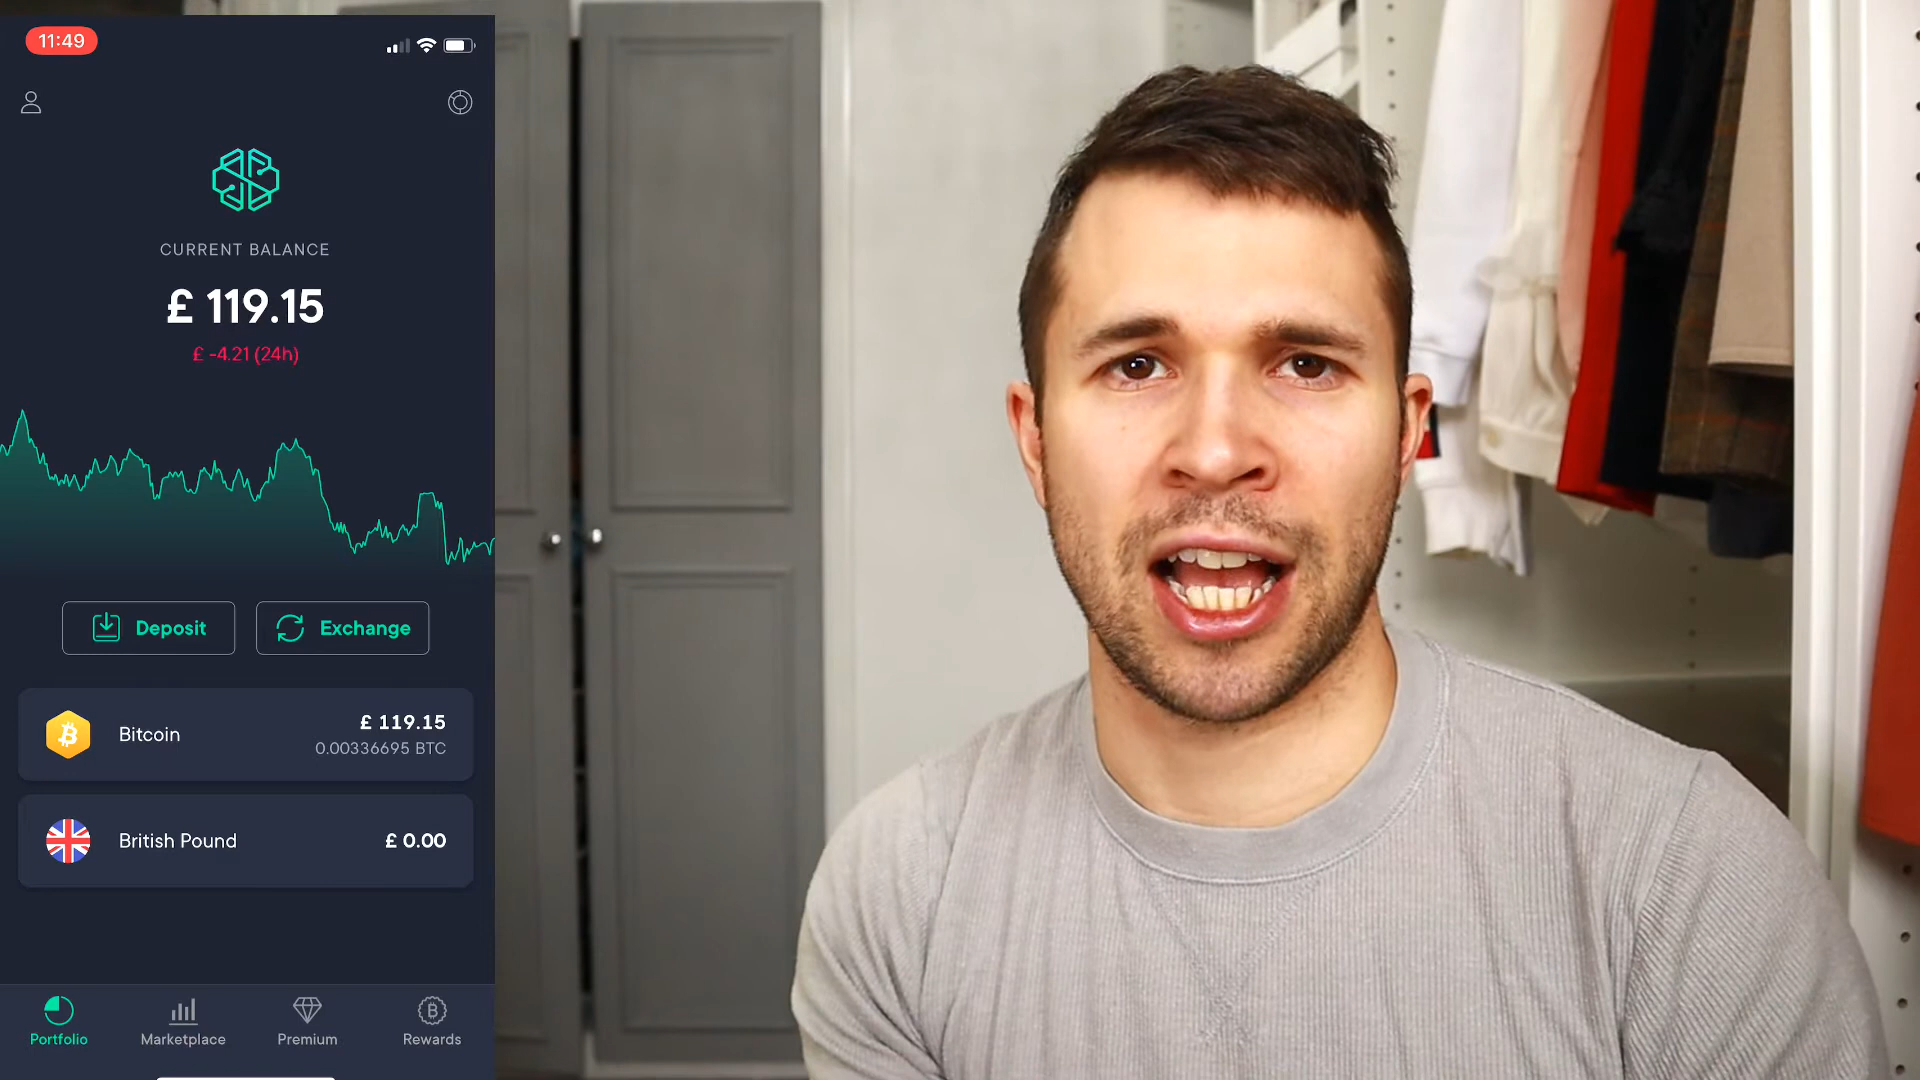 11:49
CURRENT BALANCE
£ 119.15
£ -4.21 (24h)
Deposit
Exchange
Bitcoin
£ 119.15
0.00336695 BTC
British Pound
£ 0.00
Portfolio
Marketplace
Premium
Rewards